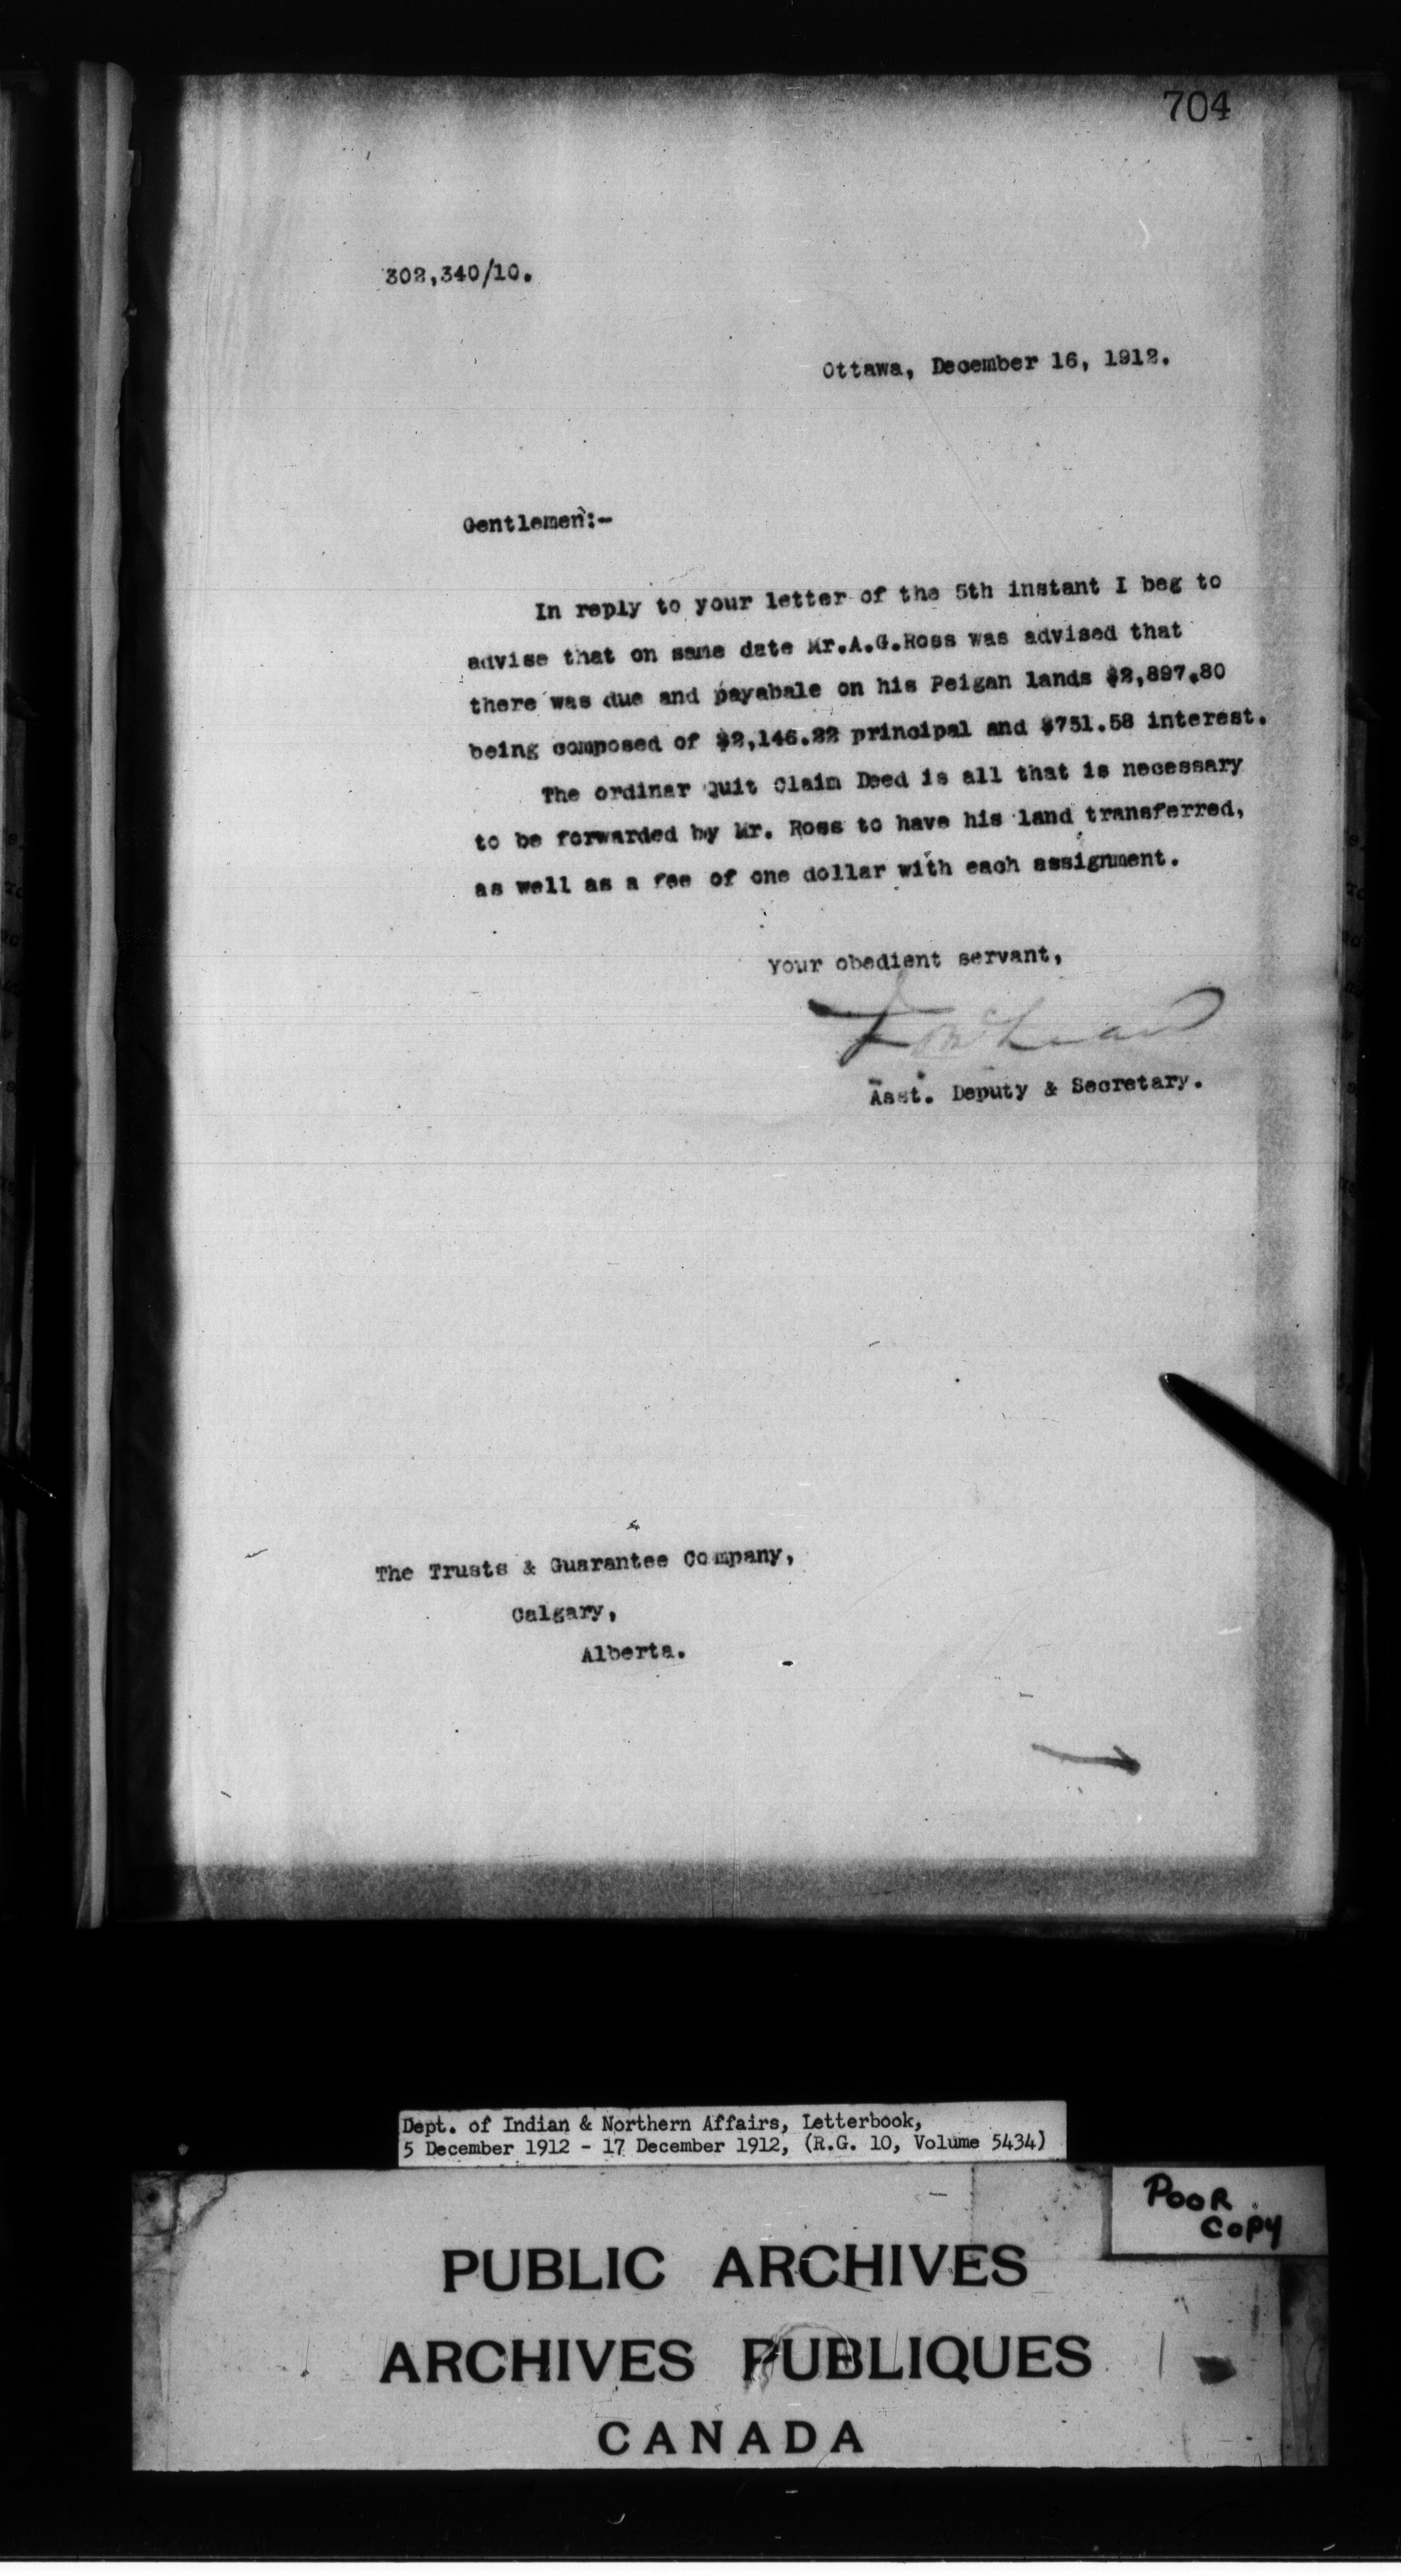 704
302,340/10.
Ottawa, December 16, 1912.
Gentlemen:-
In reply to your letter of the 5th instant I beg to
advise that on same date Mr.A.G.Ross was advised that
there was due and payabale on his Peigan lands $2,897.80
being composed of $2,146.22 principal and $751.58 interest.
The ordinar Quit Claim Deed is all that is necessary
to be forwarded by Mr. Ross to have his land transferred,
as well as a fee of one dollar with each assignment.
Your obedient servant,
Asst. Deputy & Secretary.
The Trusts & Guarantee Company,
Calgary,
Alberta.
Dept. of Indian & Northern Affairs, Letterbook,
5 December 1912 - 17 December 1912, (R.G. 10, Volume 5434)
POOR
COPY
PUBLIC ARCHIVES
ARCHIVES PUBLIQUES
CANADA